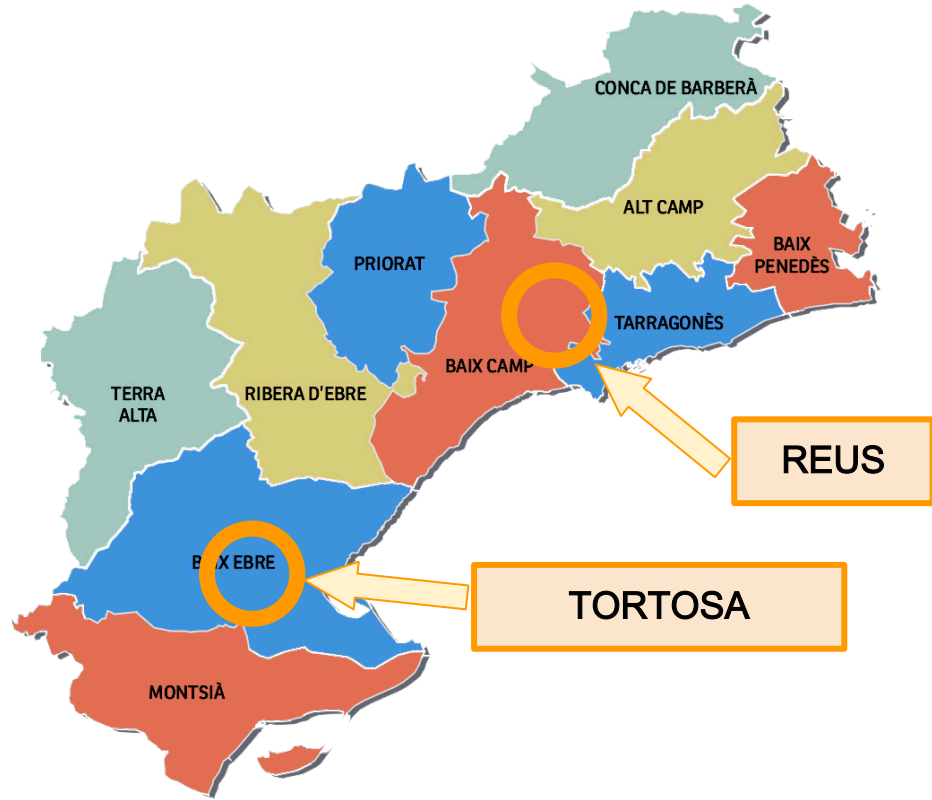 CONCA DE BARBERÀ
ALT CAMP
BAIX
PENEDÈS
PRIORAT
TARRAGONÈS
BAIX CAMP
RIBERA D'EBRE
TERRA
ALTA
REUS
BAIX EBRE
TORTOSA
MONTSIÀ